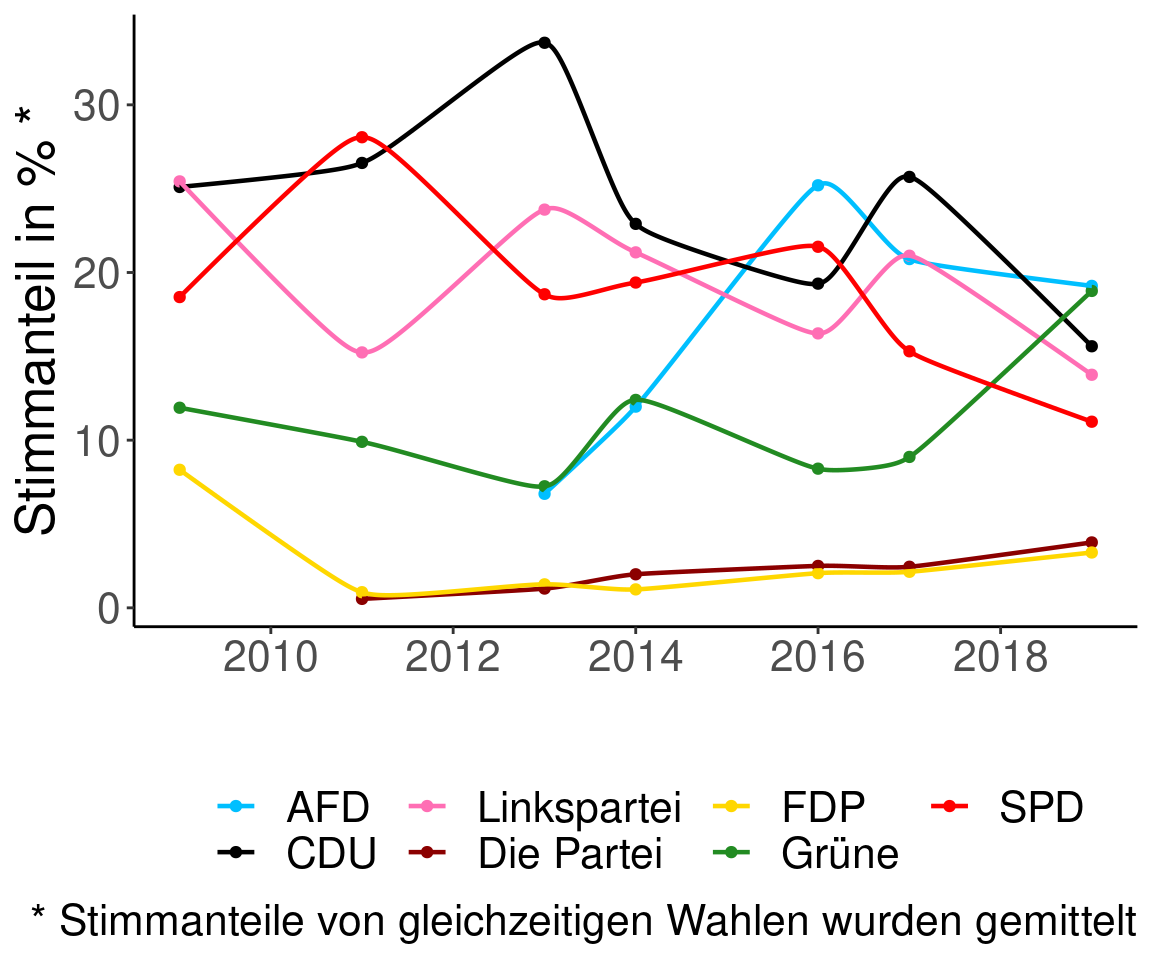 Stimmanteil in % *
30
20
10
0
2010 2012 2014 2016 2018
AFD Linkspartei FDP SPD
CDU Die Partei Grüne
* Stimmanteile von gleichzeitigen Wahlen wurden gemittelt